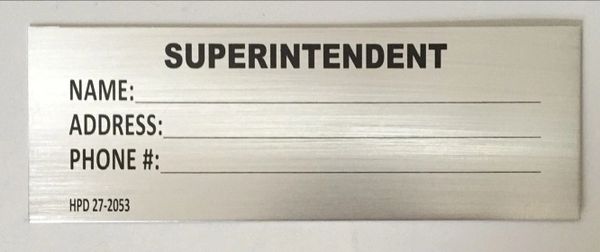 SUPERINTENDENT
NAME:
ADDRESS:
PHONE #:
HPD 27-2053